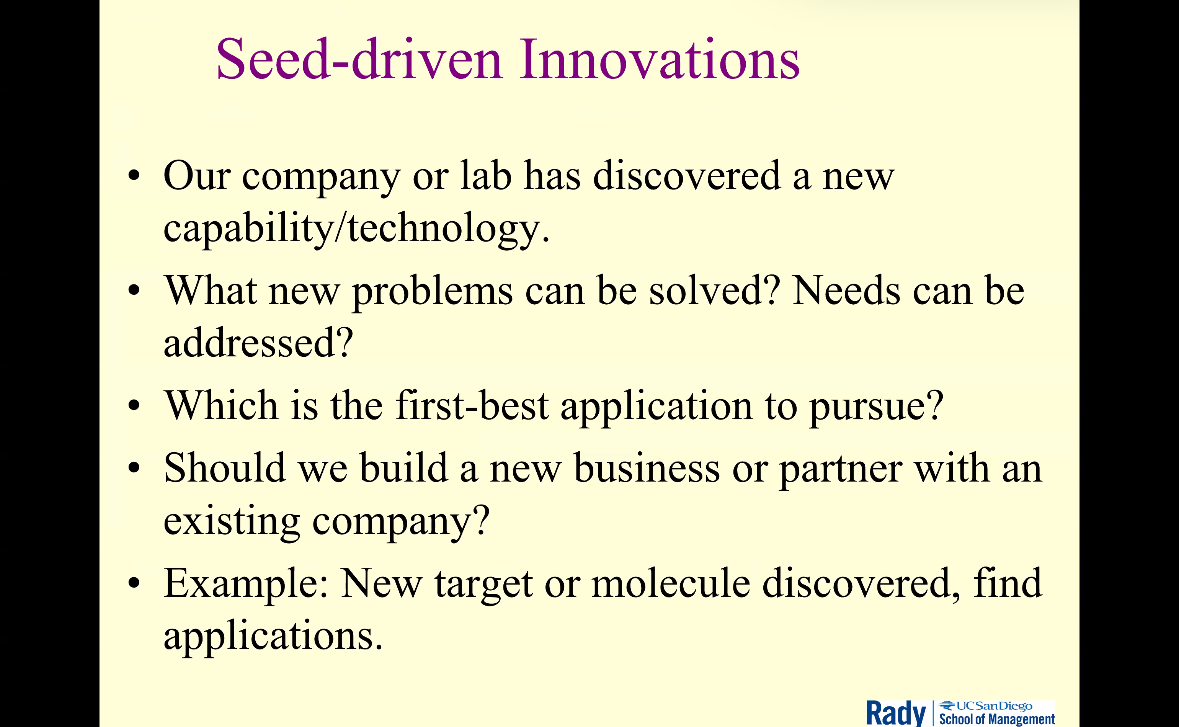 Seed-driven Innovations
• Our company or lab has discovered a new
capability/technology.
• What new problems can be solved? Needs can be
addressed?
• Which is the first-best application to pursue?
• Should we build a new business or partner with an
existing company?
• Example: New target or molecule discovered, find
applications.
Rady
UC San Diego
School of Management